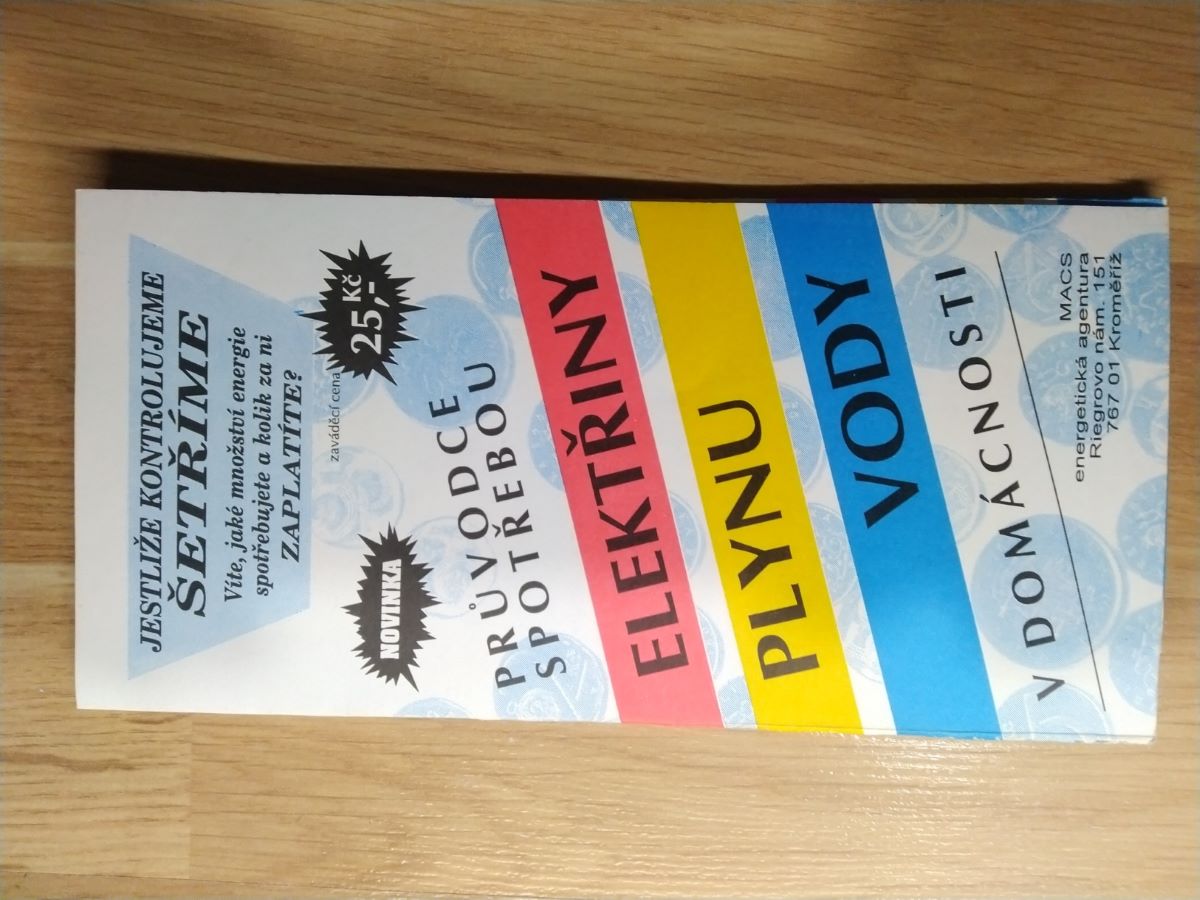 JESTLIŽE KONTROLUJEME
ŠETŘÍME
Víte, jaké množství energie
spotřebujete a kolik za ni
ZAPLATÍTE?
zaváděcí cena
25,- Kč
NOVINKA
PRŮVODCE
SPOTŘEBOU
ELEKTŘINY
PLYNU
VODY
V DOMÁCNOSTI
MACS
energetická agentura
Riegrovo nám. 151
767 01 Kroměříž